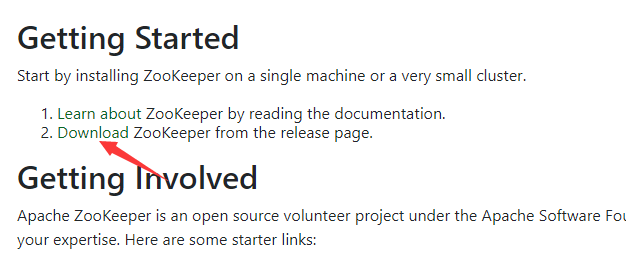 Getting Started
Start by installing ZooKeeper on a single machine or a very small cluster.
1. Learn about ZooKeeper by reading the documentation.
2. Download ZooKeeper from the release page.
Getting Involved
Apache ZooKeeper is an open source volunteer project under the Apache Software Fou
your expertise. Here are some starter links: